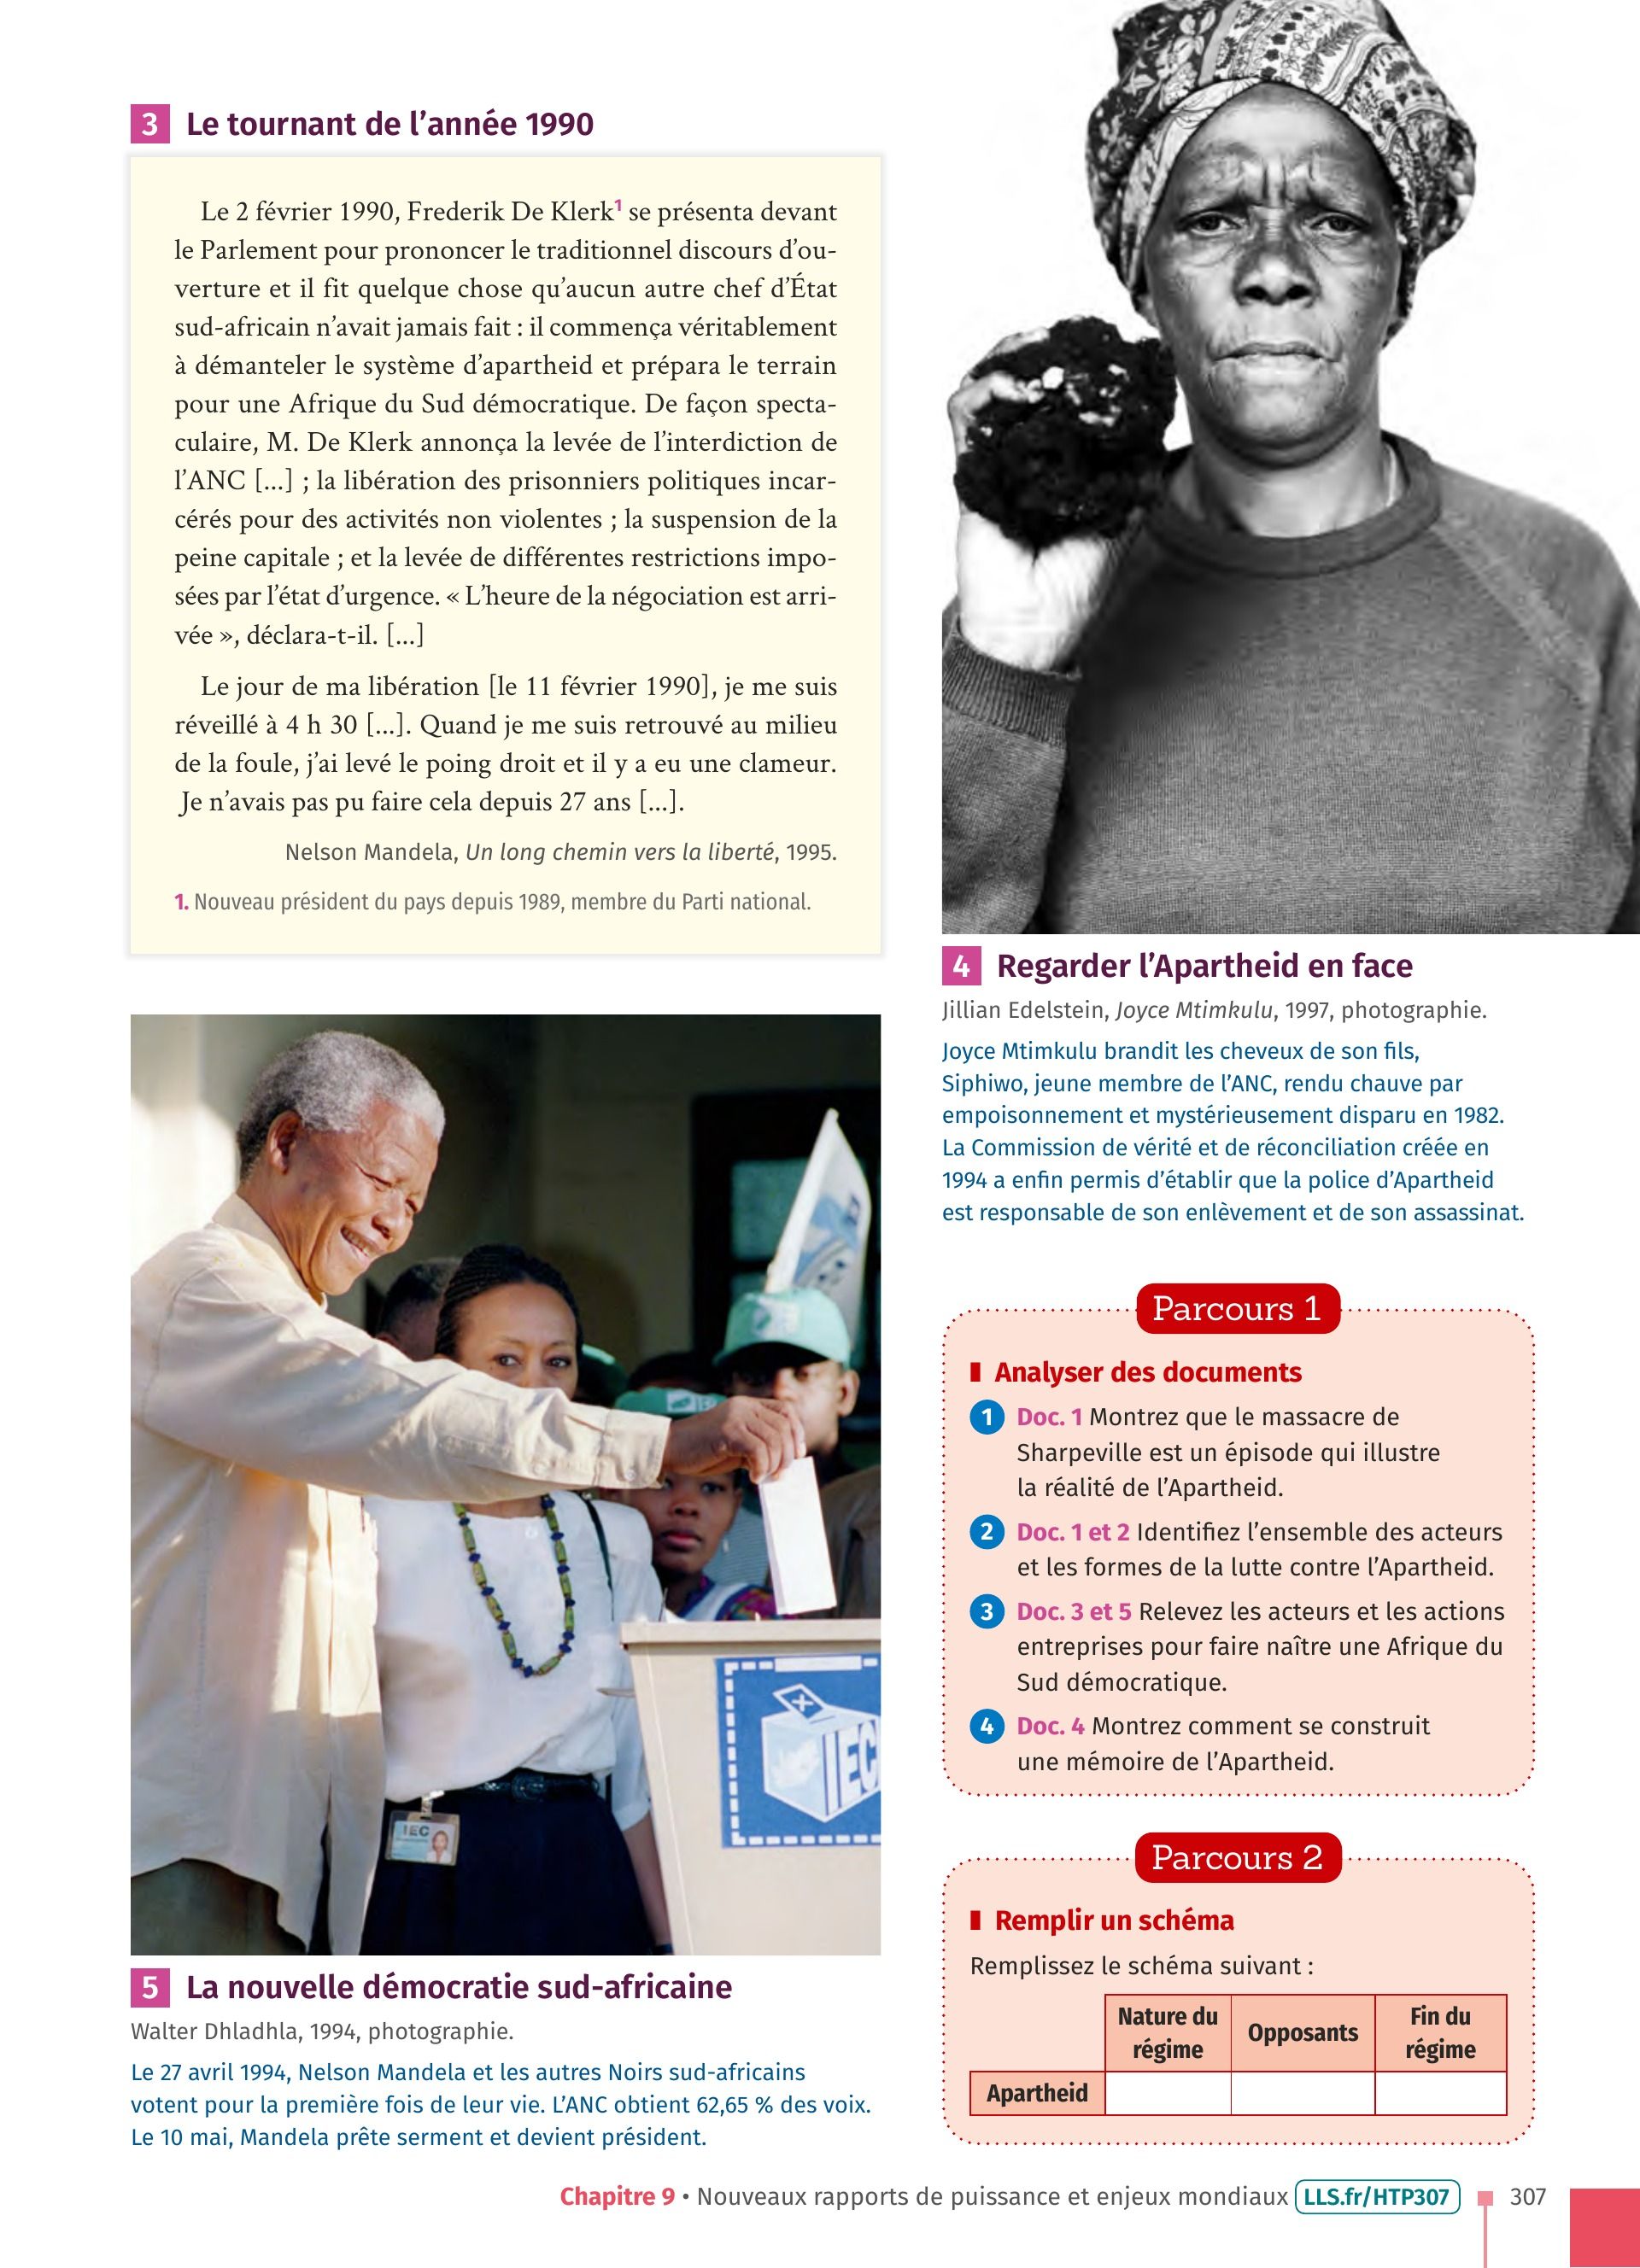 3 Le tournant de l’année 1990
Le 2 février 1990, Frederik De Klerk¹ se présenta devant
le Parlement pour prononcer le traditionnel discours d’ou-
verture et il fit quelque chose qu’aucun autre chef d’État
sud-africain n’avait jamais fait : il commença véritablement
à démanteler le système d’apartheid et prépara le terrain
pour une Afrique du Sud démocratique. De façon specta-
culaire, M. De Klerk annonça la levée de l’interdiction de
l’ANC [...] ; la libération des prisonniers politiques incar-
cérés pour des activités non violentes ; la suspension de la
peine capitale ; et la levée de différentes restrictions impo-
sées par l’état d’urgence. « L’heure de la négociation est arri-
vée », déclara-t-il. [...]
Le jour de ma libération [le 11 février 1990], je me suis
réveillé à 4 h 30 [...]. Quand je me suis retrouvé au milieu
de la foule, j’ai levé le poing droit et il y a eu une clameur.
Je n’avais pas pu faire cela depuis 27 ans [...].
Nelson Mandela, Un long chemin vers la liberté, 1995.
1. Nouveau président du pays depuis 1989, membre du Parti national.
4 Regarder l’Apartheid en face
Jillian Edelstein, Joyce Mtimkulu, 1997, photographie.
Joyce Mtimkulu brandit les cheveux de son fils,
Siphiwo, jeune membre de l’ANC, rendu chauve par
empoisonnement et mystérieusement disparu en 1982.
La Commission de vérité et de réconciliation créée en
1994 a enfin permis d’établir que la police d’Apartheid
est responsable de son enlèvement et de son assassinat.
IEC
IEC
5 La nouvelle démocratie sud-africaine
Walter Dhladhla, 1994, photographie.
Le 27 avril 1994, Nelson Mandela et les autres Noirs sud-africains
votent pour la première fois de leur vie. L’ANC obtient 62,65 % des voix.
Le 10 mai, Mandela prête serment et devient président.
Parcours 1
Analyser des documents
1 Doc. 1 Montrez que le massacre de
Sharpeville est un épisode qui illustre
la réalité de l’Apartheid.
2 Doc. 1 et 2 Identifiez l’ensemble des acteurs
et les formes de la lutte contre l’Apartheid.
3 Doc. 3 et 5 Relevez les acteurs et les actions
entreprises pour faire naître une Afrique du
Sud démocratique.
4 Doc. 4 Montrez comment se construit
une mémoire de l’Apartheid.
Parcours 2
Remplir un schéma
Remplissez le schéma suivant :
Nature du régime Opposants Fin du régime
Apartheid
Chapitre 9 • Nouveaux rapports de puissance et enjeux mondiaux LLS.fr/HTP307 307